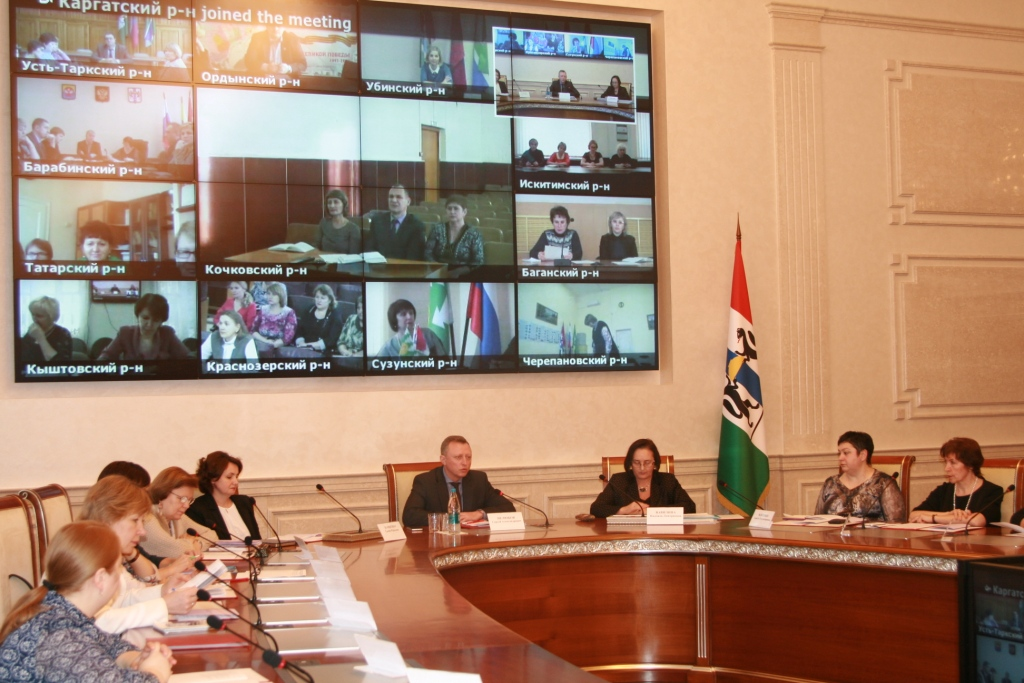 Каргатский р-н joined the meeting
Усть-Таркский р-н
Ордынский р-н
Убинский р-н
Барабинский р-н
Искитимский р-н
Татарский р-н
Кочковский р-н
Баганский р-н
Кыштовский р-н
Краснозерский р-н
Сузунский р-н
Черепановский р-н